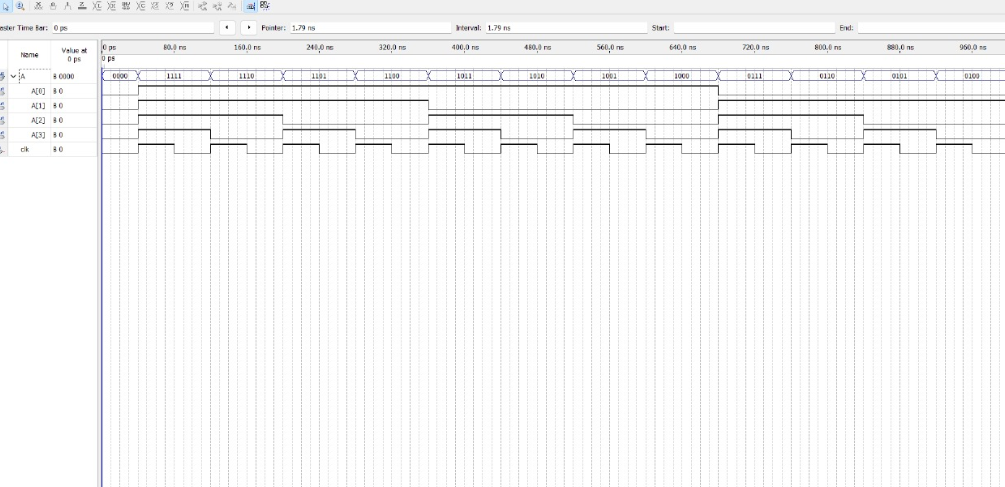 aster Time Bar: 0 ps Pointer: 1.79 ns Interval: 1.79 ns Start: End:
Name Value at 0 ps
0 ps 80.0 ns 160.0 ns 240.0 ns 320.0 ns 400.0 ns 480.0 ns 560.0 ns 640.0 ns 720.0 ns 800.0 ns 880.0 ns 960.0 ns
0 ps
A B 0000 0000 1111 1110 1101 1100 1011 1010 1001 1000 0111 0110 0101 0100
A[0] B 0
A[1] B 0
A[2] B 0
A[3] B 0
clk B 0